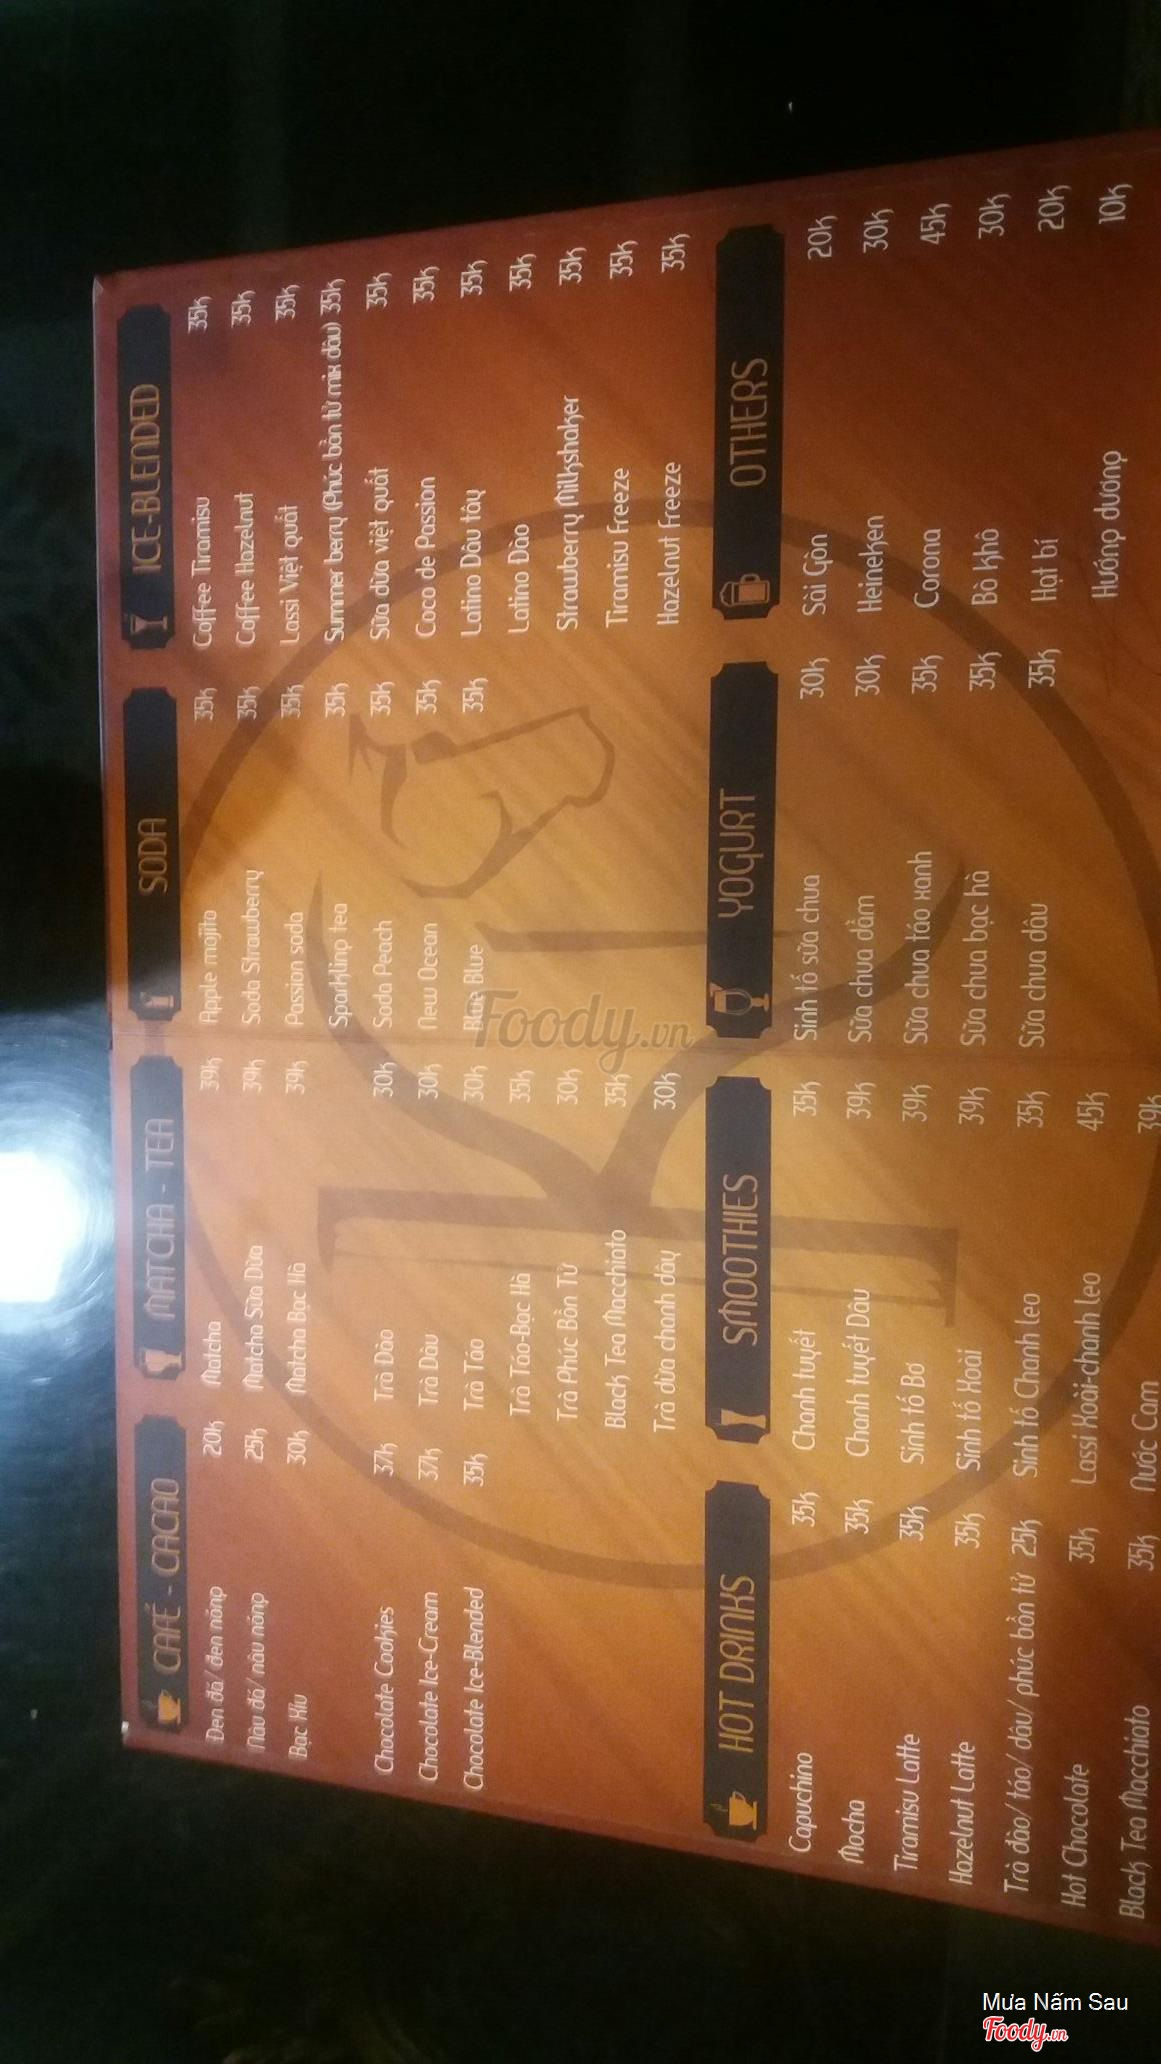 CAFÉ - CACAO
Đen đá/ đen nóng 20k
Nâu đá/ nâu nóng 25k
Bạc Xỉu 30k
Chocolate Cookies 37k
Chocolate Ice-Cream 37k
Chocolate Ice-Blended 35k
MATCHA - TEA
Matcha 39k
Matcha Sữa Dừa 39k
Matcha Bạc Hà 39k
Trà Đào 30k
Trà Dâu 30k
Trà Táo 30k
Trà Táo-Bạc Hà 35k
Trà Phúc Bồn Tử 30k
Black Tea Macchiato 35k
Trà dừa chanh dây 30k
SODA
Apple mojito 35k
Soda Strawberry 35k
Passion soda 35k
Sparkling tea 35k
Soda Peach 35k
New Ocean 35k
Blue 35k
ICE-BLENDED
Coffee Tiramisu 35k
Coffee Hazelnut 35k
Lassi Việt quất 35k
Summer berry (Phúc bồn tử mix dâu) 35k
Sữa dừa việt quất 35k
Coco de Passion 35k
Latino Dâu tây 35k
Latino Đào 35k
Strawberry Milkshaker 35k
Tiramisu Freeze 35k
Hazelnut Freeze 35k
HOT DRINKS
Capuchino 35k
Mocha 35k
Tiramisu Latte 35k
Hazelnut Latte 35k
Trà đào/ táo/ dâu/ phúc bồn tử 25k
Hot Chocolate 35k
Black Tea Macchiato 35k
SMOOTHIES
Chanh tuyết 35k
Chanh tuyết Dâu 39k
Sinh tố Bơ 39k
Sinh tố Xoài 39k
Sinh tố Chanh leo 35k
Lassi Xoài-chanh leo 45k
Nước Cam 39k
YOGURT
Sinh tố sữa chua 30k
Sữa chua dầm 30k
Sữa chua táo xanh 35k
Sữa chua bạc hà 35k
Sữa chua dâu 35k
OTHERS
Sài Gòn 20k
Heineken 30k
Corona 45k
Bò khô 30k
Hạt bí 20k
Hướng dương 10k
Foody.vn
Mưa Nấm Sau
Foody.vn